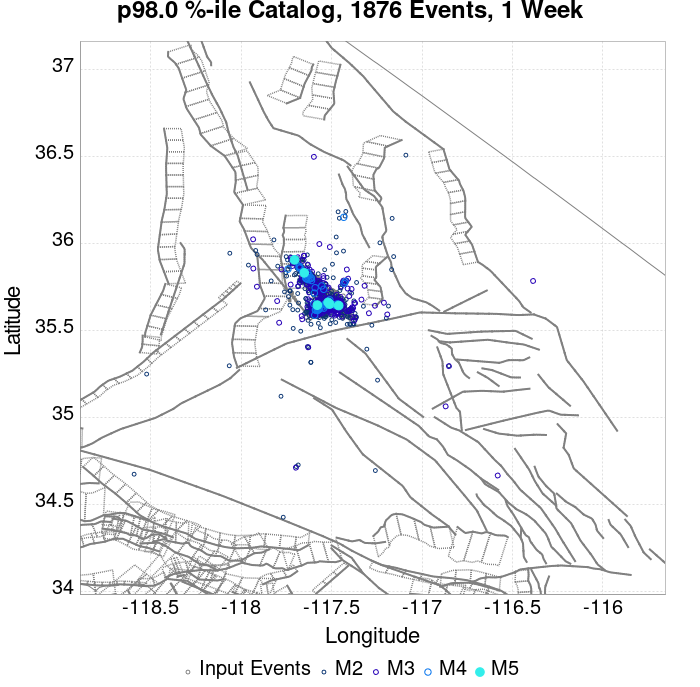 p98.0 %-ile Catalog, 1876 Events, 1 Week
37
36.5
36
35.5
35
34.5
34
Latitude
-118.5 -118 -117.5 -117 -116.5 -116
Longitude
Input Events M2 M3 M4 M5